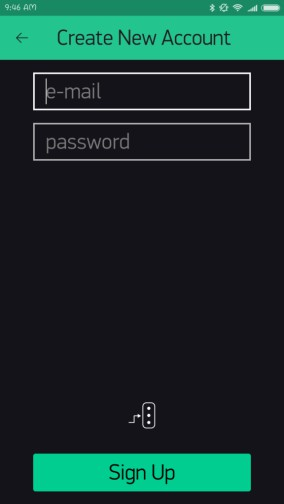 9:46 AM
Create New Account
e-mail
password
Sign Up